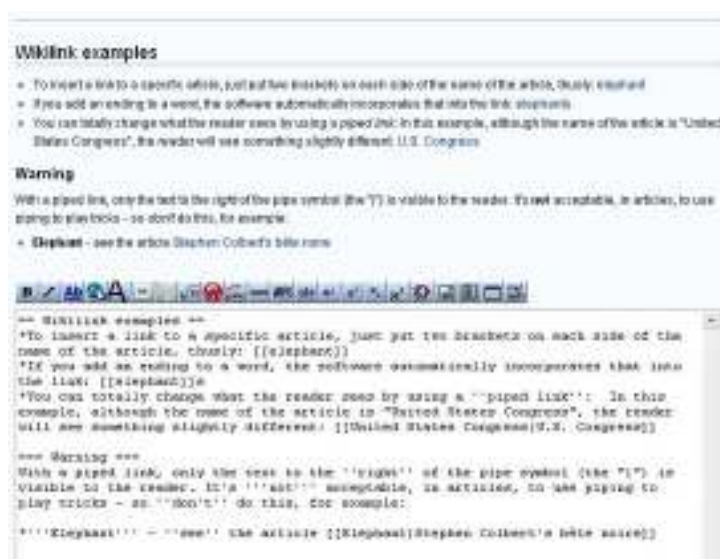 Wikilink examples
To insert a link to a specific article, just put two brackets on each side of the name of the article, thusly: elephant
If you add an ending to a word, the software automatically incorporates that into the link: elephants
You can totally change what the reader sees by using a piped link: In this example, although the name of the article is "United
States Congress", the reader will see something slightly different: U.S. Congress
Warning
With a piped link, only the text to the right of the pipe symbol (the "|") is visible to the reader. It's not acceptable, in articles, to use
piping to play tricks – so don't do this, for example:
Elephant – see the article Stephen Colbert's bête noire
== Wikilink examples ==
*To insert a link to a specific article, just put two brackets on each side of the
name of the article, thusly: [[elephant]]
*If you add an ending to a word, the software automatically incorporates that into
the link: [[elephant]]s
*You can totally change what the reader sees by using a ''piped link'': In this
example, although the name of the article is "United States Congress", the reader
will see something slightly different: [[United States Congress|U.S. Congress]]
=== Warning ===
With a piped link, only the text to the ''right'' of the pipe symbol (the "|") is
visible to the reader. It's '''not''' acceptable, in articles, to use piping to
play tricks – so ''don't'' do this, for example:
*'''Elephant''' – ''see'' the article [[Elephant|Stephen Colbert's bête noire]]